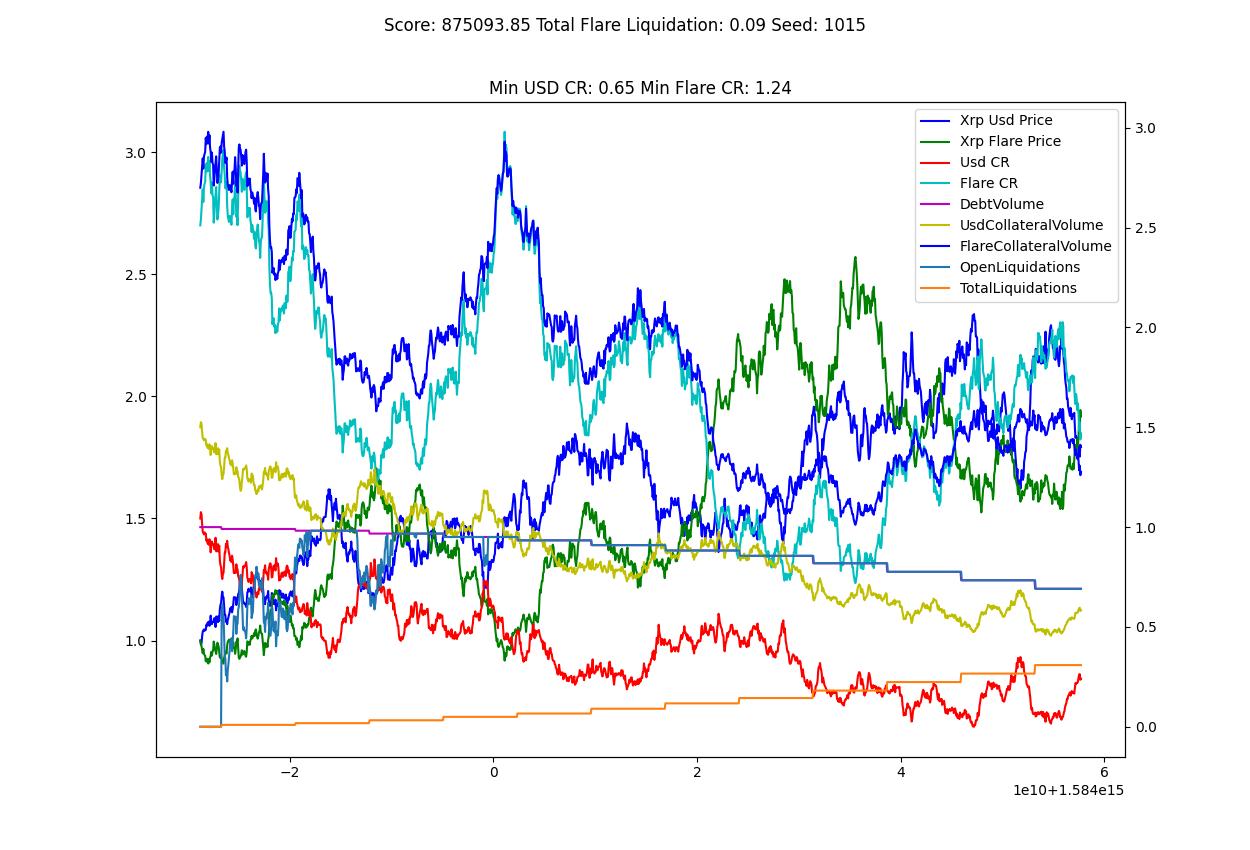 Score: 875093.85 Total Flare Liquidation: 0.09 Seed: 1015
Min USD CR: 0.65 Min Flare CR: 1.24
Xrp Usd Price
Xrp Flare Price
Usd CR
Flare CR
DebtVolume
UsdCollateralVolume
FlareCollateralVolume
OpenLiquidations
TotalLiquidations
3.0
2.5
2.0
1.5
1.0
3.0
2.5
2.0
1.5
1.0
0.5
0.0
−2 0 2 4 6
1e10+1.584e15